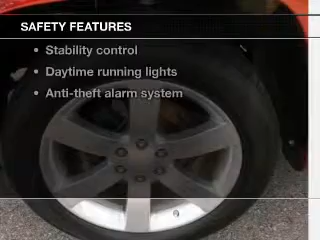 SAFETY FEATURES
• Stability control
• Daytime running lights
• Anti-theft alarm system